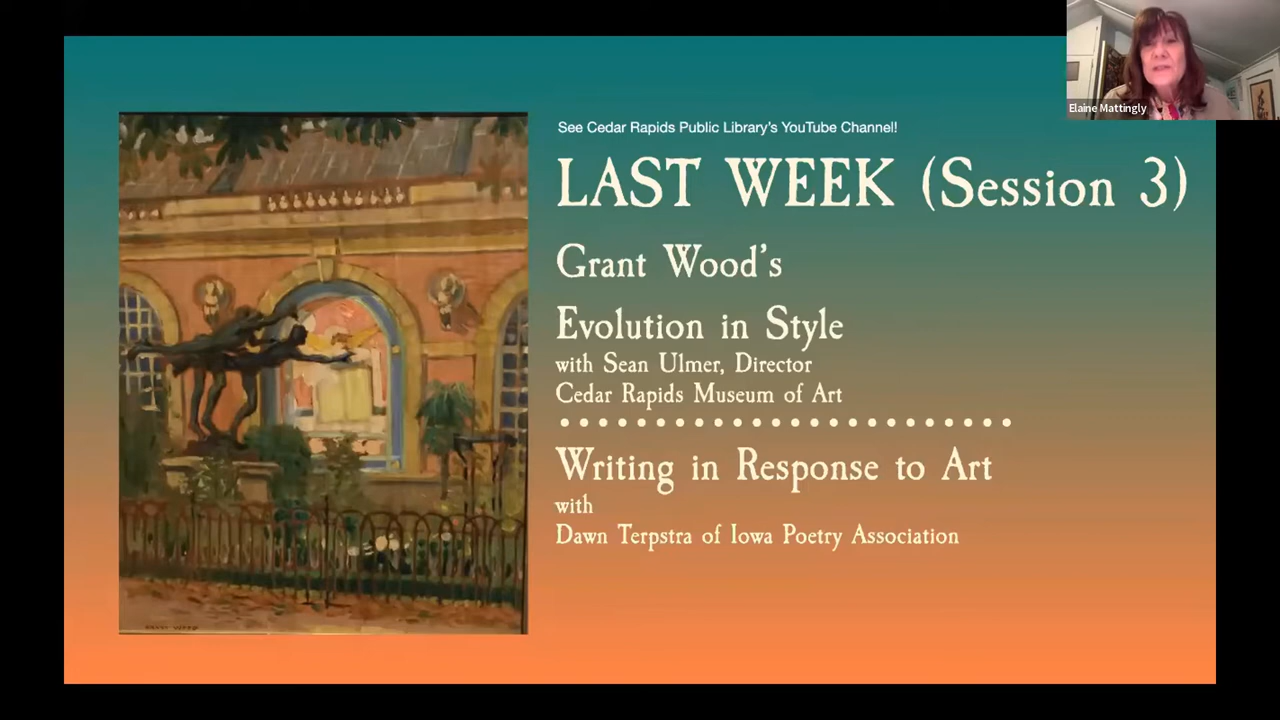 Elaine Mattingly
See Cedar Rapids Public Library's YouTube Channel!
LAST WEEK (Session 3)
Grant Wood's
Evolution in Style
with Sean Ulmer, Director
Cedar Rapids Museum of Art
Writing in Response to Art
with
Dawn Terpstra of Iowa Poetry Association
GRANT WOOD